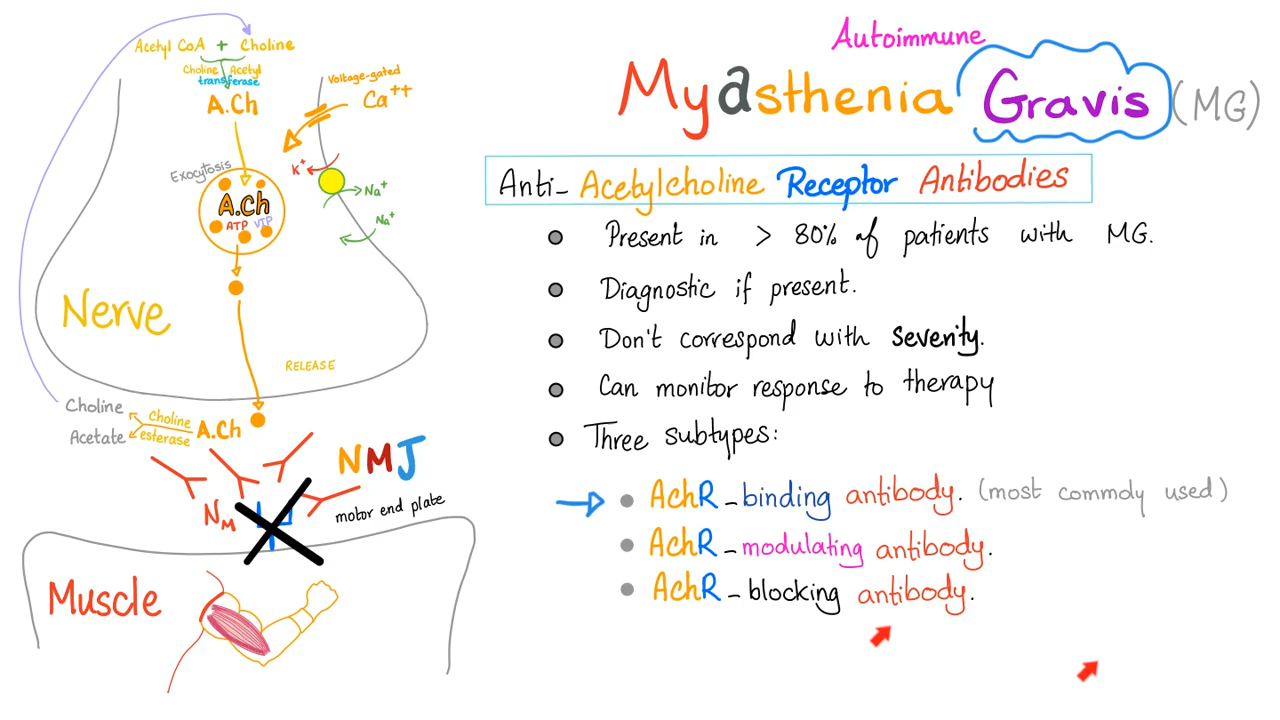 Autoimmune
Myasthenia Gravis (MG)
Anti- Acetylcholine Receptor Antibodies
Present in > 80% of patients with MG.
Diagnostic if present.
Don't correspond with severity.
Can monitor response to therapy
Three subtypes:
AchR - binding antibody. (most commoly used)
AchR - modulating antibody.
AchR - blocking antibody.
Acetyl CoA + Choline
Choline Acetyl
transferase
A.Ch
Voltage-gated
Ca++
Exocytosis
K+
Na+
Na+
A.Ch
ATP VIP
Nerve
RELEASE
Choline
Acetate
Choline
esterase
A.Ch
NMJ
motor end plate
NM
Muscle